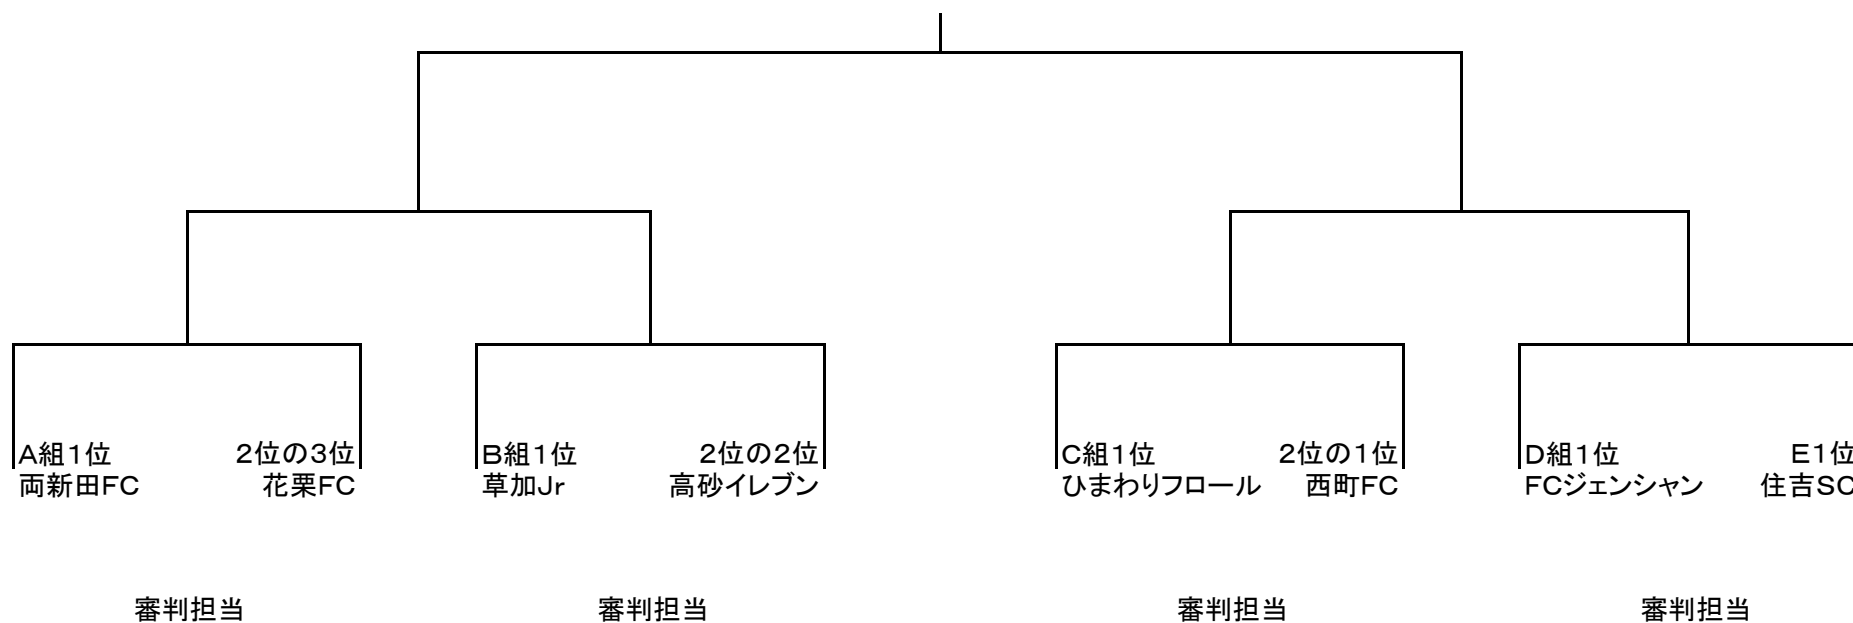 A組1位 2位の3位 B組1位 2位の2位 C組1位 2位の1位 D組1位 E1位
両新田FC 花栗FC 草加Jr 高砂イレブン ひまわりフロール 西町FC FCジェンシャン 住吉SC
審判担当 審判担当 審判担当 審判担当